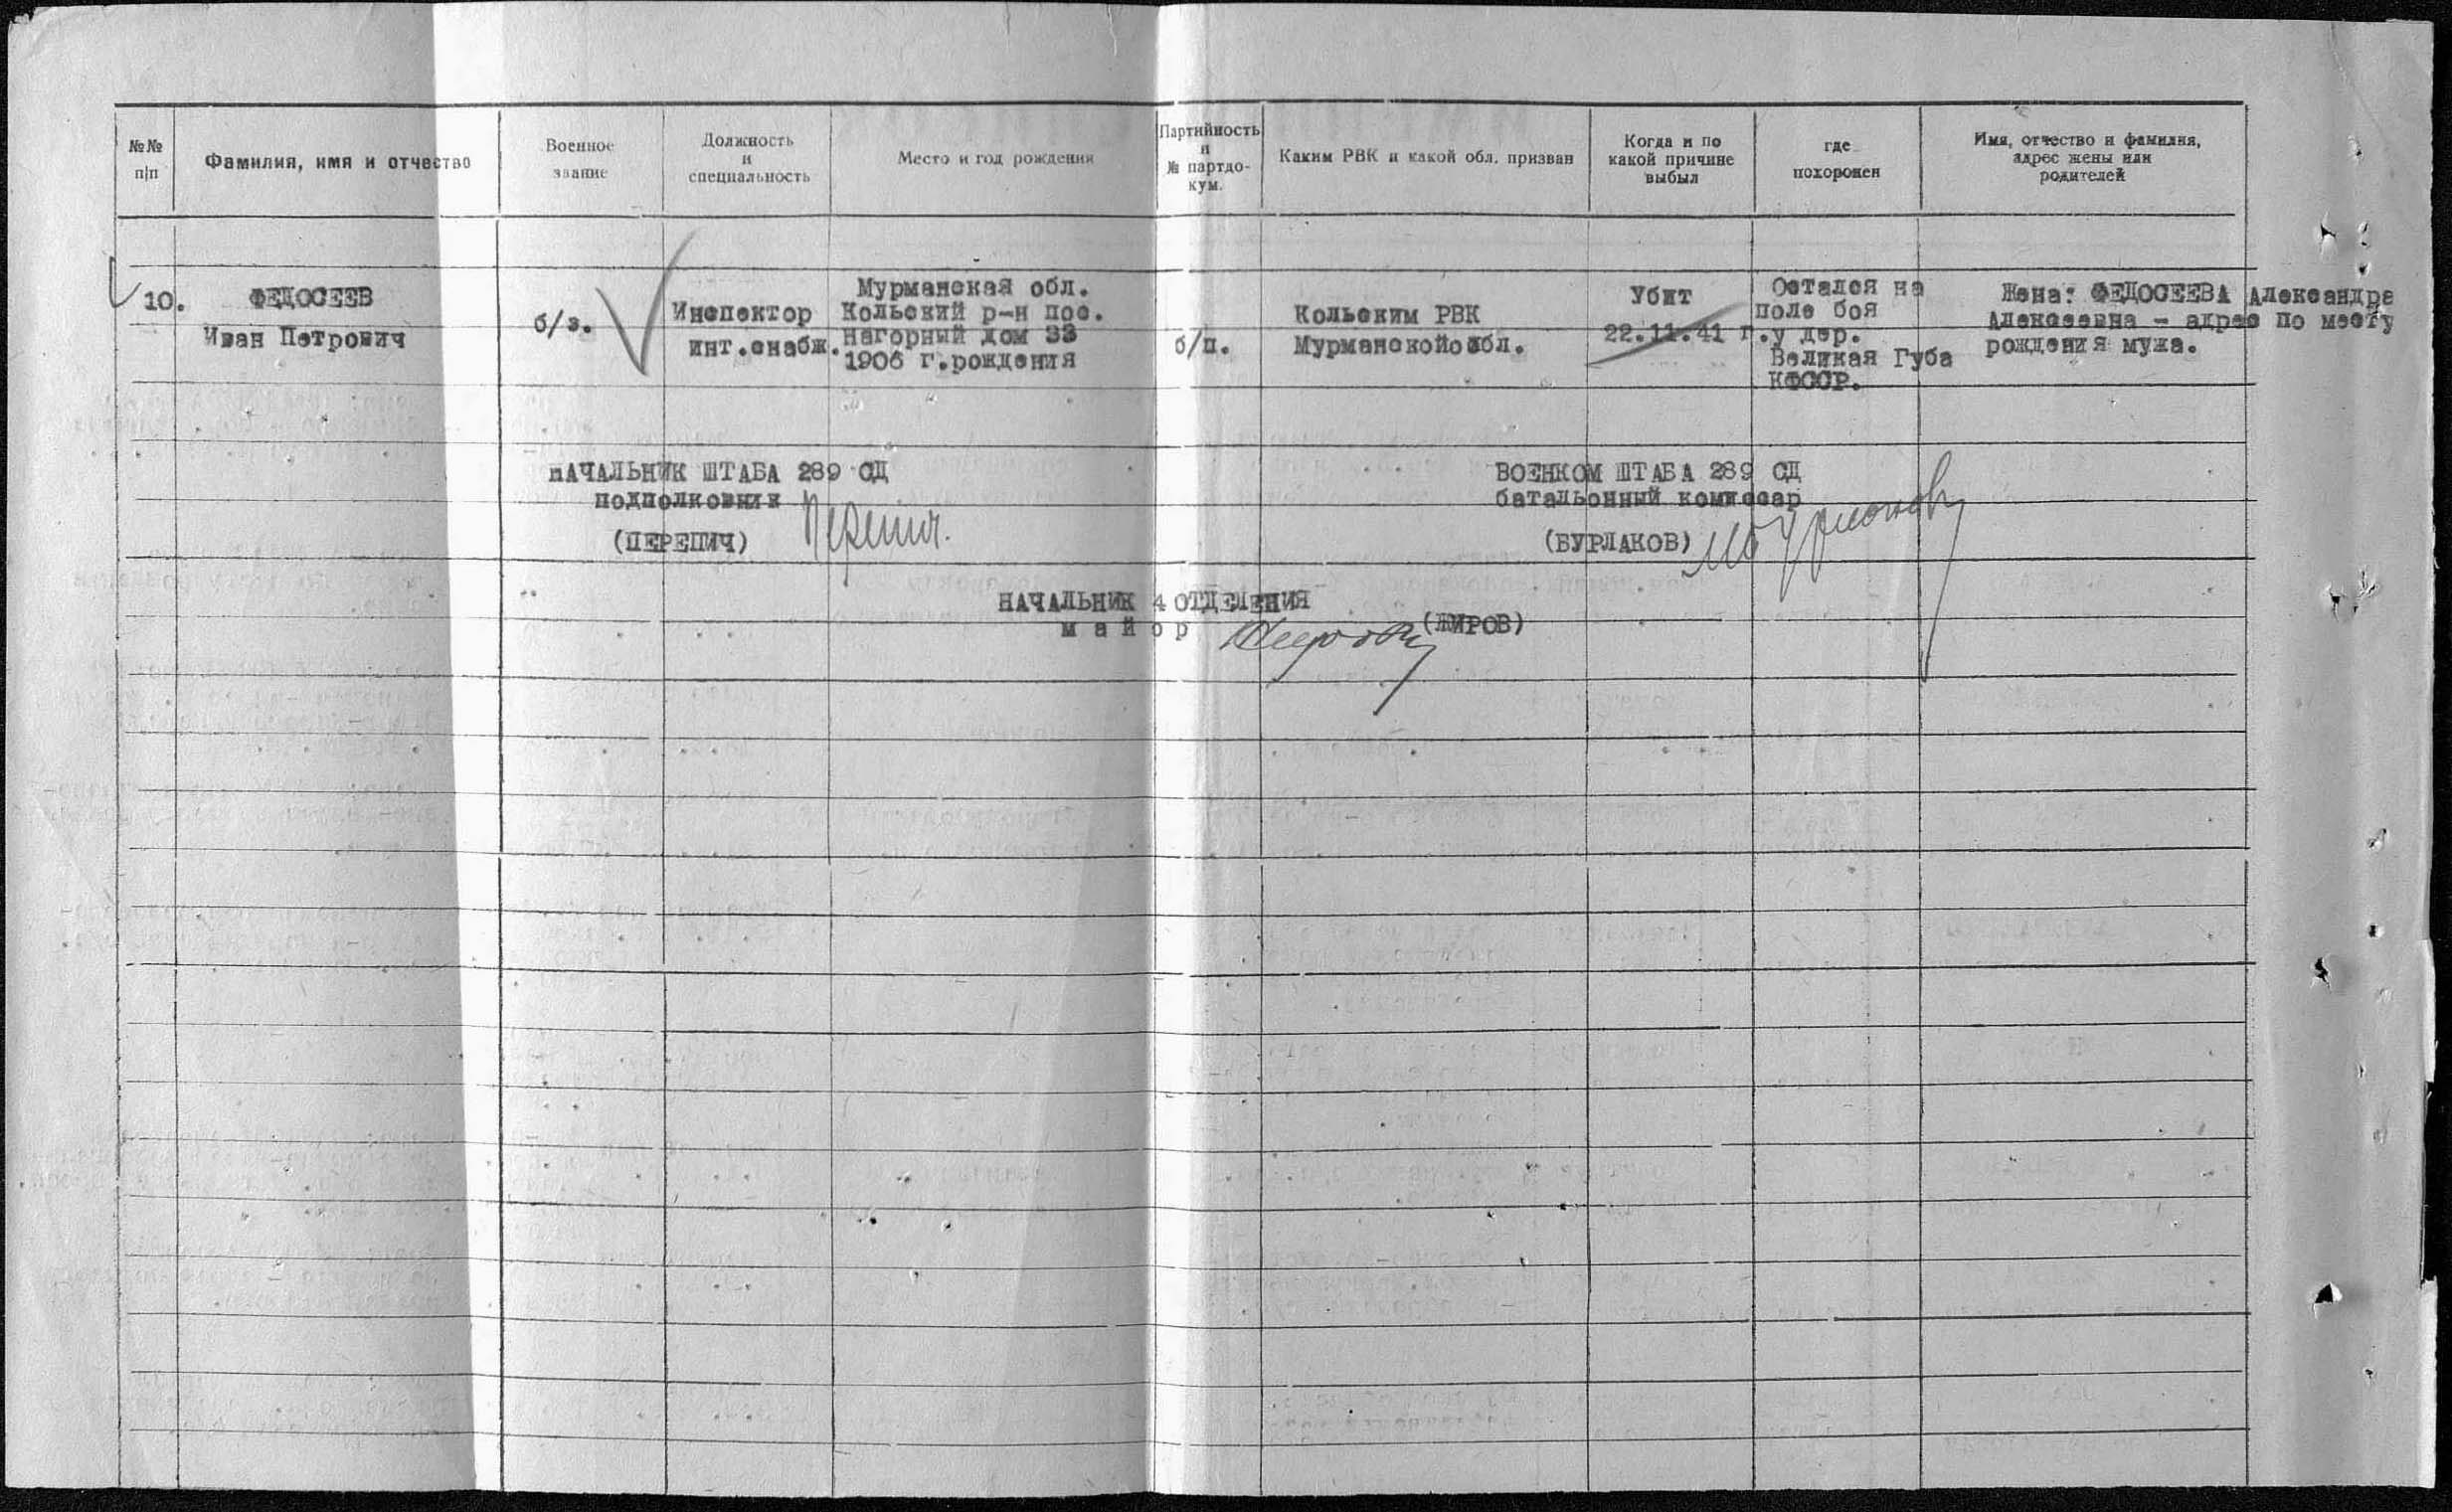 №№
п|п
Фамилия, имя и отчество
Военное
звание
Должность
и
специальность
Место и год рождения
Партийность
и
№ партдо-
кум.
Каким РВК и какой обл. призван
Когда и по
какой причине
выбыл
где
похоронен
Имя, отчество и фамилия,
адрес жены или
родителей
10.
ФЕДОСЕЕВ
Иван Петрович
б/з.
Инспектор
инт.снабж.
Мурманская обл.
Кольский р-н пос.
нагорный дом 33
1906 г.рождения
б/п.
Кольским РВК
Мурманскойобл.
Убит
22.11.41 г.
Остался на
поле боя
у дер.
Великая Губа
КФССР.
Жена: ФЕДОСЕЕВА Александра
Алексеевна - адрес по месту
рождения мужа.
НАЧАЛЬНИК ШТАБА 289 СД
подполковник
(ПЕРЕПИЧ)
Перепич.
ВОЕНКОМ ШТАБА 289 СД
батальонный комиссар
(БУРЛАКОВ)
НАЧАЛЬНИК 4 ОТДЕЛЕНИЯ
майор
(ЖИРОВ)